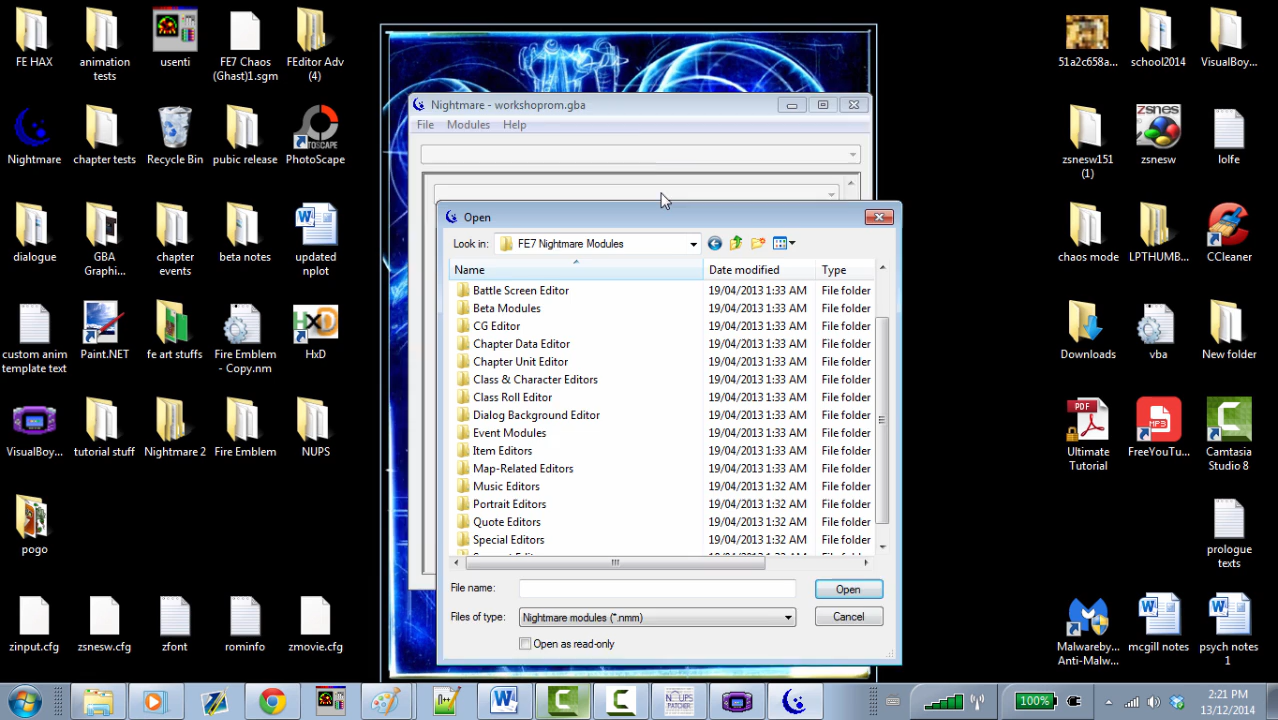 FE HAX
animation
tests
usenti
FE7 Chaos
(Ghast)1.sgm
FEditor Adv
(4)
51a2c658a...
school2014
VisualBoy...
Nightmare
chapter tests
Recycle Bin
pubic release
PhotoScape
zsnesw151
(1)
zsnesw
lolfe
dialogue
GBA
Graphi...
chapter
events
beta notes
updated
nplot
chaos mode
LPTHUMB...
CCleaner
custom anim
template text
Paint.NET
fe art stuffs
Fire Emblem
- Copy.nm
HxD
Downloads
vba
New folder
VisualBoy...
tutorial stuff
Nightmare 2
Fire Emblem
NUPS
Ultimate
Tutorial
FreeYouTu...
Camtasia
Studio 8
pogo
prologue
texts
zinput.cfg
zsnesw.cfg
zfont
rominfo
zmovie.cfg
Malwareby...
Anti-Malw...
mcgill notes
psych notes
1
Nightmare - workshoprom.gba
File Modules Help
Open
Look in: FE7 Nightmare Modules
Name Date modified Type
Battle Screen Editor 19/04/2013 1:33 AM File folder
Beta Modules 19/04/2013 1:33 AM File folder
CG Editor 19/04/2013 1:33 AM File folder
Chapter Data Editor 19/04/2013 1:33 AM File folder
Chapter Unit Editor 19/04/2013 1:33 AM File folder
Class & Character Editors 19/04/2013 1:33 AM File folder
Class Roll Editor 19/04/2013 1:33 AM File folder
Dialog Background Editor 19/04/2013 1:33 AM File folder
Event Modules 19/04/2013 1:33 AM File folder
Item Editors 19/04/2013 1:33 AM File folder
Map-Related Editors 19/04/2013 1:33 AM File folder
Music Editors 19/04/2013 1:33 AM File folder
Portrait Editors 19/04/2013 1:32 AM File folder
Quote Editors 19/04/2013 1:32 AM File folder
Special Editors 19/04/2013 1:32 AM File folder
File name: Open
Files of type: Nightmare modules (*.nmm) Cancel
Open as read-only
100%
2:21 PM
13/12/2014